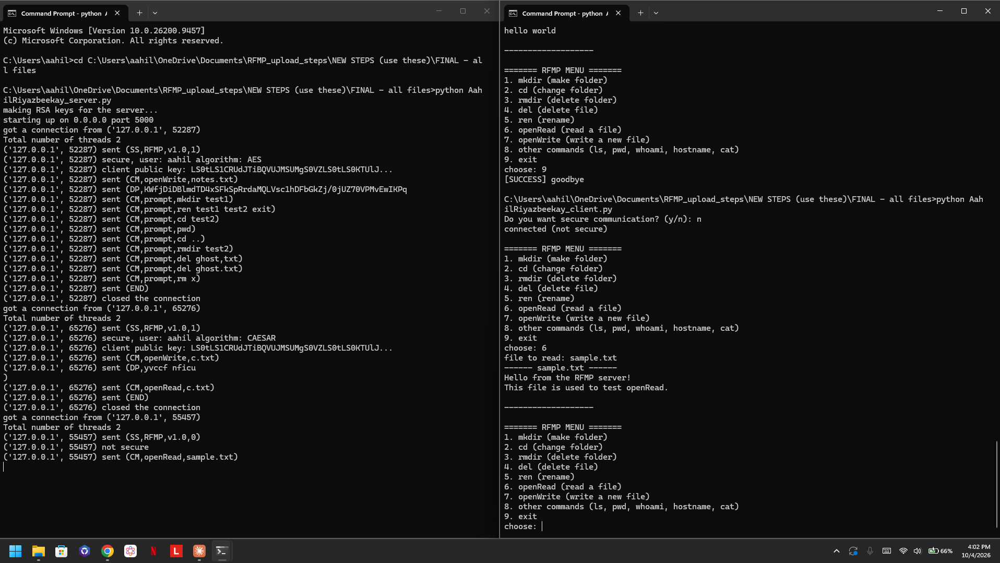 Command Prompt - python A
Microsoft Windows [Version 10.0.26200.9457]
(c) Microsoft Corporation. All rights reserved.
C:\Users\aahil>cd C:\Users\aahil\OneDrive\Documents\RFMP_upload_steps\NEW STEPS (use these)\FINAL - al
l files
C:\Users\aahil\OneDrive\Documents\RFMP_upload_steps\NEW STEPS (use these)\FINAL - all files>python Aah
ilRiyazbeekay_server.py
making RSA keys for the server...
starting up on 0.0.0.0 port 5000
got a connection from ('127.0.0.1', 52287)
Total number of threads 2
('127.0.0.1', 52287) sent (SS,RFMP,v1.0,1)
('127.0.0.1', 52287) secure, user: aahil algorithm: AES
('127.0.0.1', 52287) client public key: LS0tLS1CRUdJTiBQVUJMSUMgS0VZLS0tLS0KTUlJ...
('127.0.0.1', 52287) sent (CM,openWrite,notes.txt)
('127.0.0.1', 52287) sent (DP,KWfjDiDBlmdTD4xSFkSpRrdaMQLVsc1hDFbGkZj/0jUZ70VPMvEwIKPq
('127.0.0.1', 52287) sent (CM,prompt,mkdir test1)
('127.0.0.1', 52287) sent (CM,prompt,ren test1 test2 exit)
('127.0.0.1', 52287) sent (CM,prompt,cd test2)
('127.0.0.1', 52287) sent (CM,prompt,pwd)
('127.0.0.1', 52287) sent (CM,prompt,cd ..)
('127.0.0.1', 52287) sent (CM,prompt,rmdir test2)
('127.0.0.1', 52287) sent (CM,prompt,del ghost,txt)
('127.0.0.1', 52287) sent (CM,prompt,del ghost.txt)
('127.0.0.1', 52287) sent (CM,prompt,rm x)
('127.0.0.1', 52287) sent (END)
('127.0.0.1', 52287) closed the connection
got a connection from ('127.0.0.1', 65276)
Total number of threads 2
('127.0.0.1', 65276) sent (SS,RFMP,v1.0,1)
('127.0.0.1', 65276) secure, user: aahil algorithm: CAESAR
('127.0.0.1', 65276) client public key: LS0tLS1CRUdJTiBQVUJMSUMgS0VZLS0tLS0KTUlJ...
('127.0.0.1', 65276) sent (CM,openWrite,c.txt)
('127.0.0.1', 65276) sent (DP,yvccf nficu
)
('127.0.0.1', 65276) sent (CM,openRead,c.txt)
('127.0.0.1', 65276) sent (END)
('127.0.0.1', 65276) closed the connection
got a connection from ('127.0.0.1', 55457)
Total number of threads 2
('127.0.0.1', 55457) sent (SS,RFMP,v1.0,0)
('127.0.0.1', 55457) not secure
('127.0.0.1', 55457) sent (CM,openRead,sample.txt)
Command Prompt - python A
hello world
-------------------
======= RFMP MENU =======
1. mkdir (make folder)
2. cd (change folder)
3. rmdir (delete folder)
4. del (delete file)
5. ren (rename)
6. openRead (read a file)
7. openWrite (write a new file)
8. other commands (ls, pwd, whoami, hostname, cat)
9. exit
choose: 9
[SUCCESS] goodbye
C:\Users\aahil\OneDrive\Documents\RFMP_upload_steps\NEW STEPS (use these)\FINAL - all files>python Aah
ilRiyazbeekay_client.py
Do you want secure communication? (y/n): n
connected (not secure)
======= RFMP MENU =======
1. mkdir (make folder)
2. cd (change folder)
3. rmdir (delete folder)
4. del (delete file)
5. ren (rename)
6. openRead (read a file)
7. openWrite (write a new file)
8. other commands (ls, pwd, whoami, hostname, cat)
9. exit
choose: 6
file to read: sample.txt
------ sample.txt ------
Hello from the RFMP server!
This file is used to test openRead.
-------------------
======= RFMP MENU =======
1. mkdir (make folder)
2. cd (change folder)
3. rmdir (delete folder)
4. del (delete file)
5. ren (rename)
6. openRead (read a file)
7. openWrite (write a new file)
8. other commands (ls, pwd, whoami, hostname, cat)
9. exit
choose:
N
L
66%
4:02 PM
10/4/2026